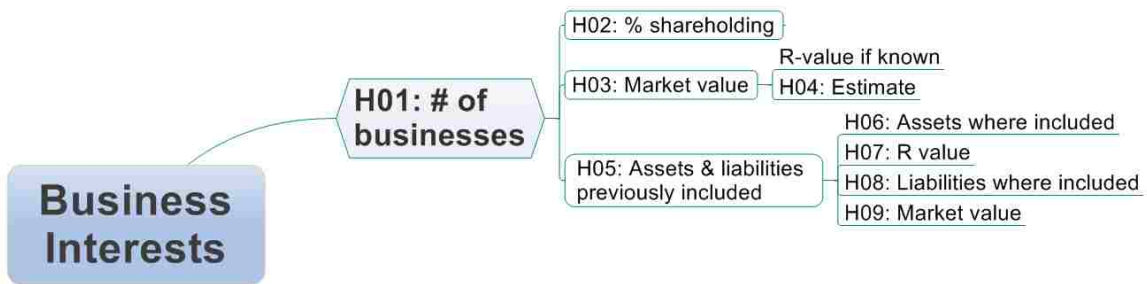 Business
Interests
H01: # of
businesses
H02: % shareholding
H03: Market value
R-value if known
H04: Estimate
H05: Assets & liabilities
previously included
H06: Assets where included
H07: R value
H08: Liabilities where included
H09: Market value